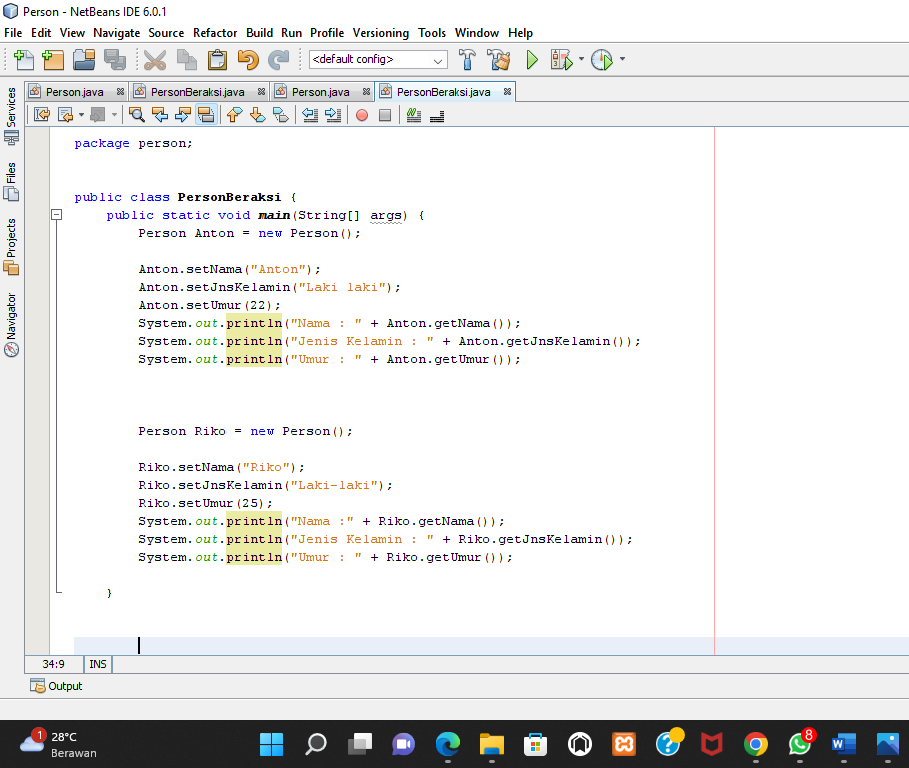 Person - NetBeans IDE 6.0.1
File Edit View Navigate Source Refactor Build Run Profile Versioning Tools Window Help
<default config>
Person.java PersonBeraksi.java Person.java PersonBeraksi.java
Services
Files
Projects
Navigator
package person;
public class PersonBeraksi {
public static void main(String[] args) {
Person Anton = new Person();
Anton.setNama("Anton");
Anton.setJnsKelamin("Laki laki");
Anton.setUmur(22);
System.out.println("Nama : " + Anton.getNama());
System.out.println("Jenis Kelamin : " + Anton.getJnsKelamin());
System.out.println("Umur : " + Anton.getUmur());
Person Riko = new Person();
Riko.setNama("Riko");
Riko.setJnsKelamin("Laki-laki");
Riko.setUmur(25);
System.out.println("Nama :" + Riko.getNama());
System.out.println("Jenis Kelamin : " + Riko.getJnsKelamin());
System.out.println("Umur : " + Riko.getUmur());
}
34:9 INS
Output
1 28°C
Berawan
8